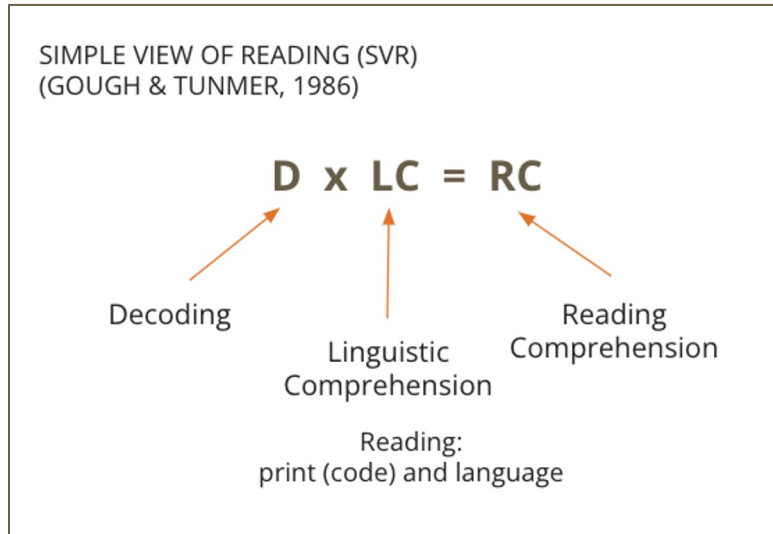 SIMPLE VIEW OF READING (SVR)
(GOUGH & TUNMER, 1986)
D x LC = RC
Decoding
Linguistic
Comprehension
Reading
Comprehension
Reading:
print (code) and language